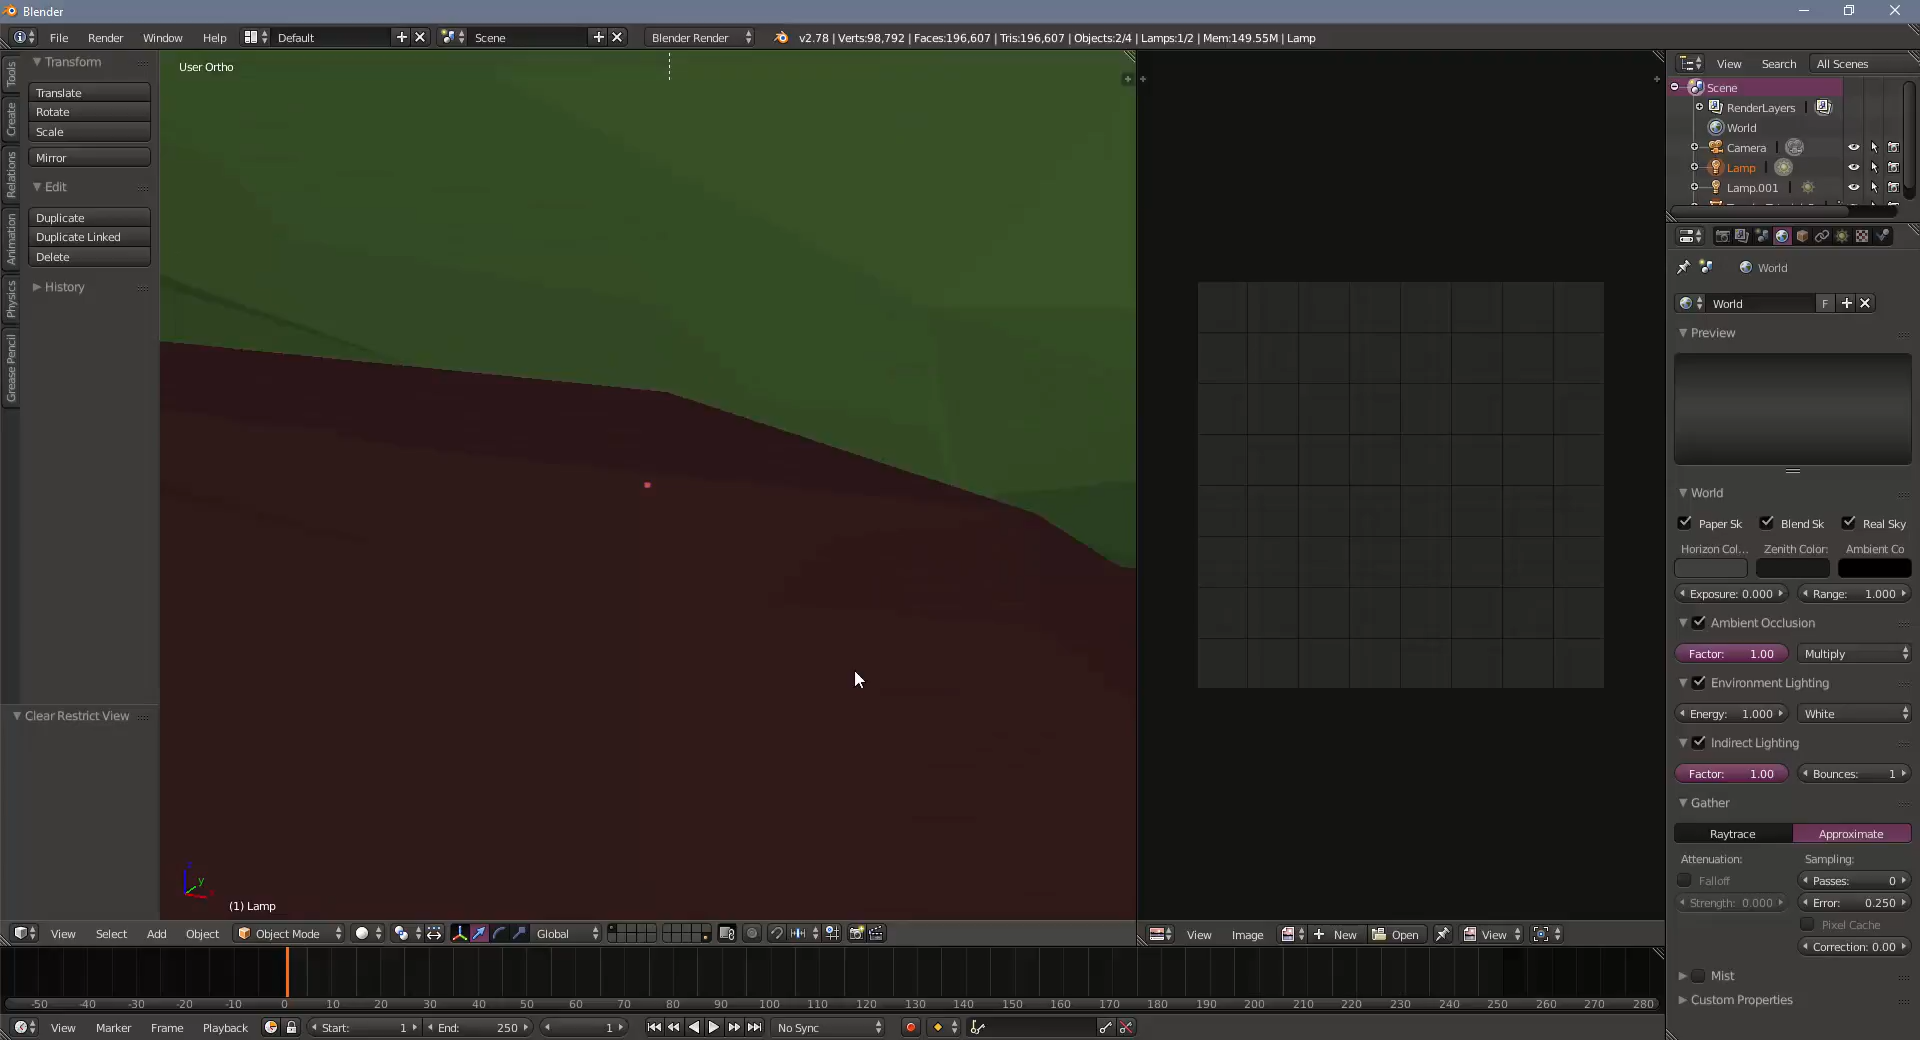 Blender
File Render Window Help Default Scene Blender Render v2.78 | Verts:98,792 | Faces:196,607 | Tris:196,607 | Objects:2/4 | Lamps:1/2 | Mem:149.55M | Lamp
Tools
Create
Relations
Animation
Physics
Grease Pencil
Transform
Translate
Rotate
Scale
Mirror
Edit
Duplicate
Duplicate Linked
Delete
History
Clear Restrict View
User Ortho
z
y
x
(1) Lamp
View Select Add Object Object Mode Global
View Image New Open View
View Search All Scenes
Scene
RenderLayers
World
Camera
Lamp
Lamp.001
World
World F
Preview
World
Paper Sk Blend Sk Real Sky
Horizon Col... Zenith Color: Ambient Co
Exposure: 0.000 Range: 1.000
Ambient Occlusion
Factor: 1.00 Multiply
Environment Lighting
Energy: 1.000 White
Indirect Lighting
Factor: 1.00 Bounces: 1
Gather
Raytrace Approximate
Attenuation: Sampling:
Falloff Passes: 0
Strength: 0.000 Error: 0.250
Pixel Cache
Correction: 0.00
Mist
Custom Properties
-50 -40 -30 -20 -10 0 10 20 30 40 50 60 70 80 90 100 110 120 130 140 150 160 170 180 190 200 210 220 230 240 250 260 270 280
View Marker Frame Playback Start: 1 End: 250 1 No Sync